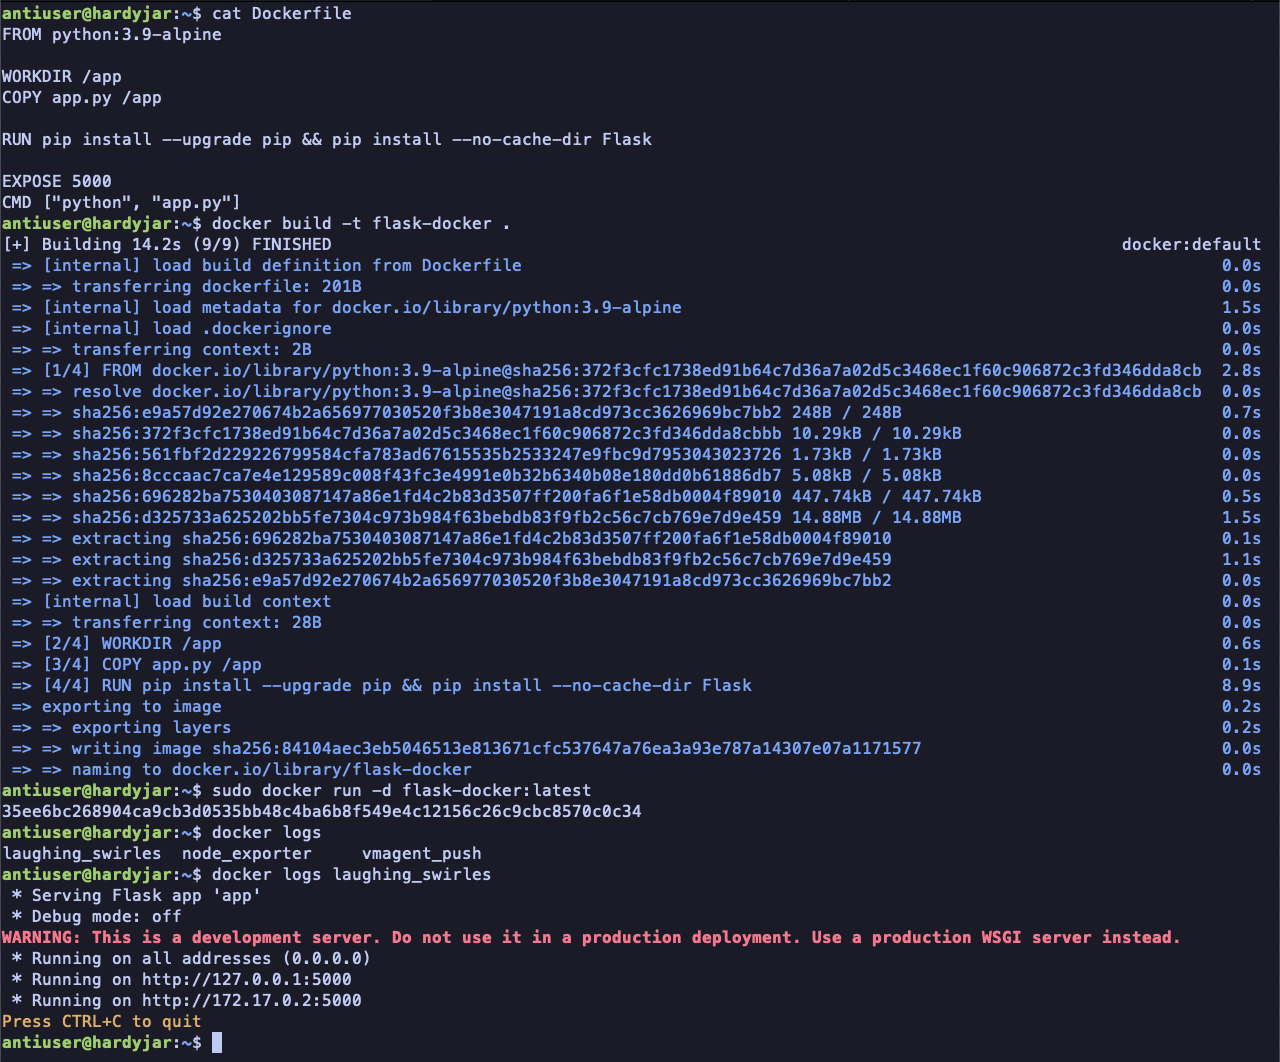 antiuser@hardyjar:~$ cat Dockerfile
FROM python:3.9-alpine
WORKDIR /app
COPY app.py /app
RUN pip install --upgrade pip && pip install --no-cache-dir Flask
EXPOSE 5000
CMD ["python", "app.py"]
antiuser@hardyjar:~$ docker build -t flask-docker .
[+] Building 14.2s (9/9) FINISHED docker:default
=> [internal] load build definition from Dockerfile 0.0s
=> => transferring dockerfile: 201B 0.0s
=> [internal] load metadata for docker.io/library/python:3.9-alpine 1.5s
=> [internal] load .dockerignore 0.0s
=> => transferring context: 2B 0.0s
=> [1/4] FROM docker.io/library/python:3.9-alpine@sha256:372f3cfc1738ed91b64c7d36a7a02d5c3468ec1f60c906872c3fd346dda8cb 2.8s
=> => resolve docker.io/library/python:3.9-alpine@sha256:372f3cfc1738ed91b64c7d36a7a02d5c3468ec1f60c906872c3fd346dda8cb 0.0s
=> => sha256:e9a57d92e270674b2a656977030520f3b8e3047191a8cd973cc3626969bc7bb2 248B / 248B 0.7s
=> => sha256:372f3cfc1738ed91b64c7d36a7a02d5c3468ec1f60c906872c3fd346dda8cbbb 10.29kB / 10.29kB 0.0s
=> => sha256:561fbf2d229226799584cfa783ad67615535b2533247e9fbc9d7953043023726 1.73kB / 1.73kB 0.0s
=> => sha256:8cccaac7ca7e4e129589c008f43fc3e4991e0b32b6340b08e180dd0b61886db7 5.08kB / 5.08kB 0.0s
=> => sha256:696282ba7530403087147a86e1fd4c2b83d3507ff200fa6f1e58db0004f89010 447.74kB / 447.74kB 0.5s
=> => sha256:d325733a625202bb5fe7304c973b984f63bebdb83f9fb2c56c7cb769e7d9e459 14.88MB / 14.88MB 1.5s
=> => extracting sha256:696282ba7530403087147a86e1fd4c2b83d3507ff200fa6f1e58db0004f89010 0.1s
=> => extracting sha256:d325733a625202bb5fe7304c973b984f63bebdb83f9fb2c56c7cb769e7d9e459 1.1s
=> => extracting sha256:e9a57d92e270674b2a656977030520f3b8e3047191a8cd973cc3626969bc7bb2 0.0s
=> [internal] load build context 0.0s
=> => transferring context: 28B 0.0s
=> [2/4] WORKDIR /app 0.6s
=> [3/4] COPY app.py /app 0.1s
=> [4/4] RUN pip install --upgrade pip && pip install --no-cache-dir Flask 8.9s
=> exporting to image 0.2s
=> => exporting layers 0.2s
=> => writing image sha256:84104aec3eb5046513e813671cfc537647a76ea3a93e787a14307e07a1171577 0.0s
=> => naming to docker.io/library/flask-docker 0.0s
antiuser@hardyjar:~$ sudo docker run -d flask-docker:latest
35ee6bc268904ca9cb3d0535bb48c4ba6b8f549e4c12156c26c9cbc8570c0c34
antiuser@hardyjar:~$ docker logs
laughing_swirles node_exporter vmagent_push
antiuser@hardyjar:~$ docker logs laughing_swirles
* Serving Flask app 'app'
* Debug mode: off
WARNING: This is a development server. Do not use it in a production deployment. Use a production WSGI server instead.
* Running on all addresses (0.0.0.0)
* Running on http://127.0.0.1:5000
* Running on http://172.17.0.2:5000
Press CTRL+C to quit
antiuser@hardyjar:~$